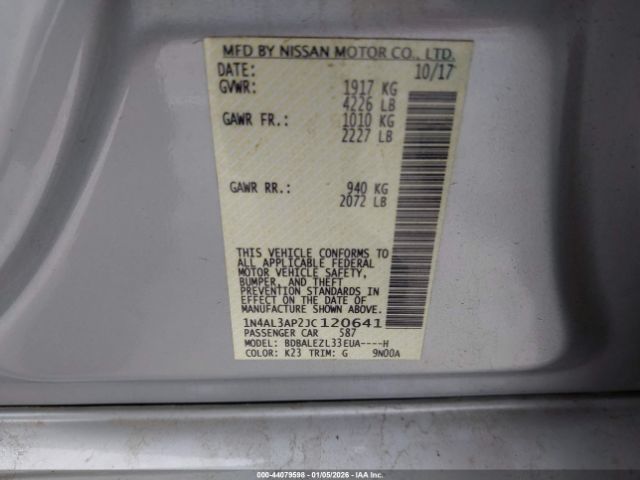 MFD BY NISSAN MOTOR CO., LTD.
DATE: 10/17
GVWR: 1917 KG
4226 LB
GAWR FR.: 1010 KG
2227 LB
GAWR RR.: 940 KG
2072 LB
THIS VEHICLE CONFORMS TO
ALL APPLICABLE FEDERAL
MOTOR VEHICLE SAFETY,
BUMPER, AND THEFT
PREVENTION STANDARDS IN
EFFECT ON THE DATE OF
MANUFACTURE SHOWN ABOVE.
1N4AL3AP2JC120641
PASSENGER CAR 587
MODEL: BDBALEZL33EUA----H
COLOR: K23 TRIM: G 9N00A
000-44079598 - 01/05/2026 - IAA Inc.